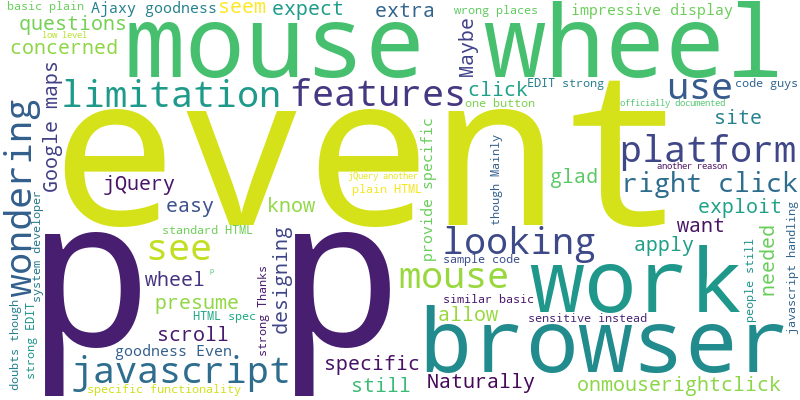 basic plain
Ajaxy goodness
seem
expect
extra
wrong places
impressive display
questions
low level
concerned
mouse wheel
Maybe
EDIT strong
code guys
Google maps
limitation
features
click
use
one button
officially documented
site
wondering
event
platform
another reason
jQuery
jQuery another
plain HTML
though Mainly
glad
right click
easy
know
provide specific
exploit
want
system developer
standard HTML
designing
looking
apply
javascript handling
p p
see
sample code
needed
wheel
p
mouse
work
people still
presume
similar basic
HTML spec
allow
sensitive instead
strong Thanks
scroll
browser
doubts though
strong EDIT
goodness Even
javascript
specific
Naturally
onmouserightclick
specific functionality
still